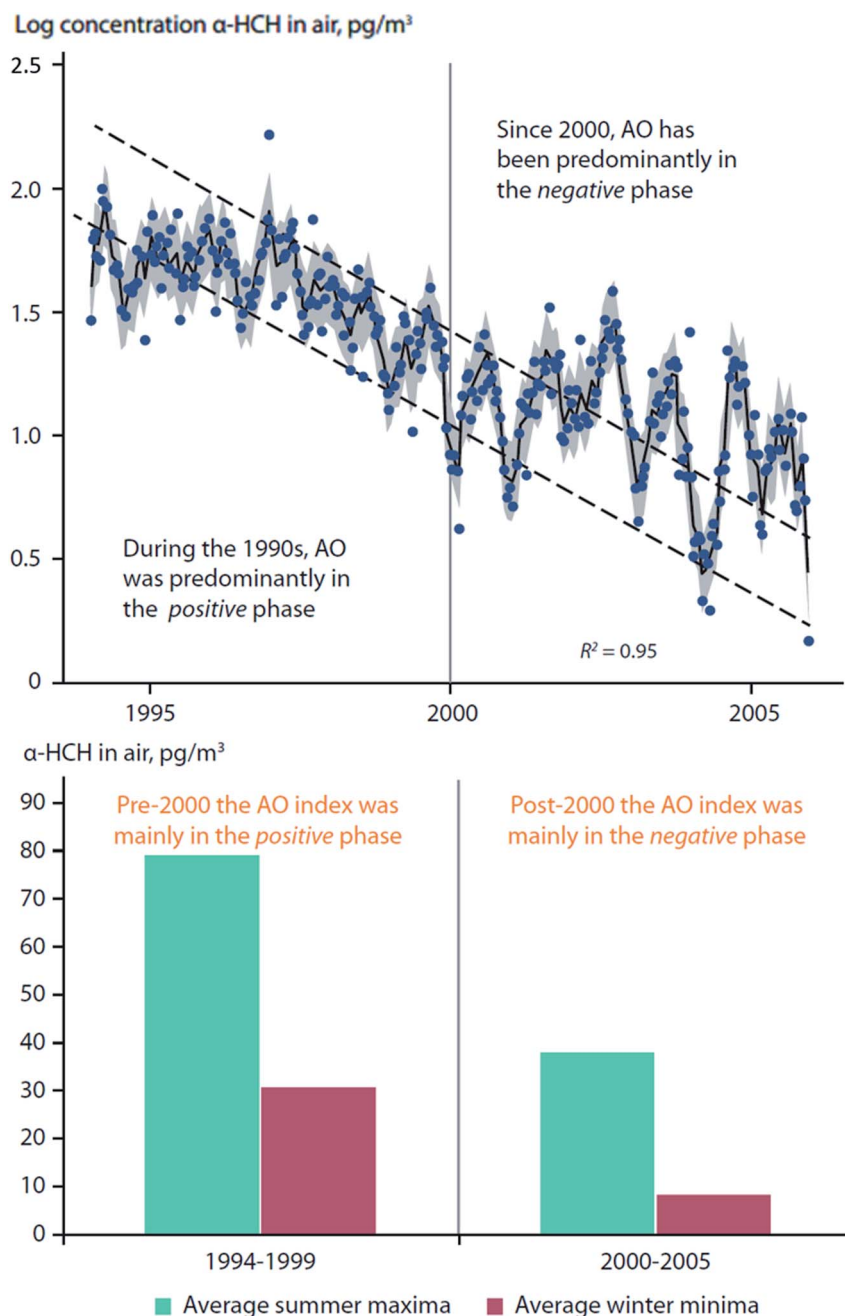 Log concentration α-HCH in air, pg/m³
2.5
2.0
1.5
1.0
0.5
0
Since 2000, AO has
been predominantly in
the negative phase
During the 1990s, AO
was predominantly in
the positive phase
R² = 0.95
1995 2000 2005
α-HCH in air, pg/m³
90
80
70
60
50
40
30
20
10
0
Pre-2000 the AO index was
mainly in the positive phase
Post-2000 the AO index was
mainly in the negative phase
1994-1999 2000-2005
Average summer maxima Average winter minima